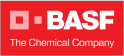 BASF
The Chemical Company